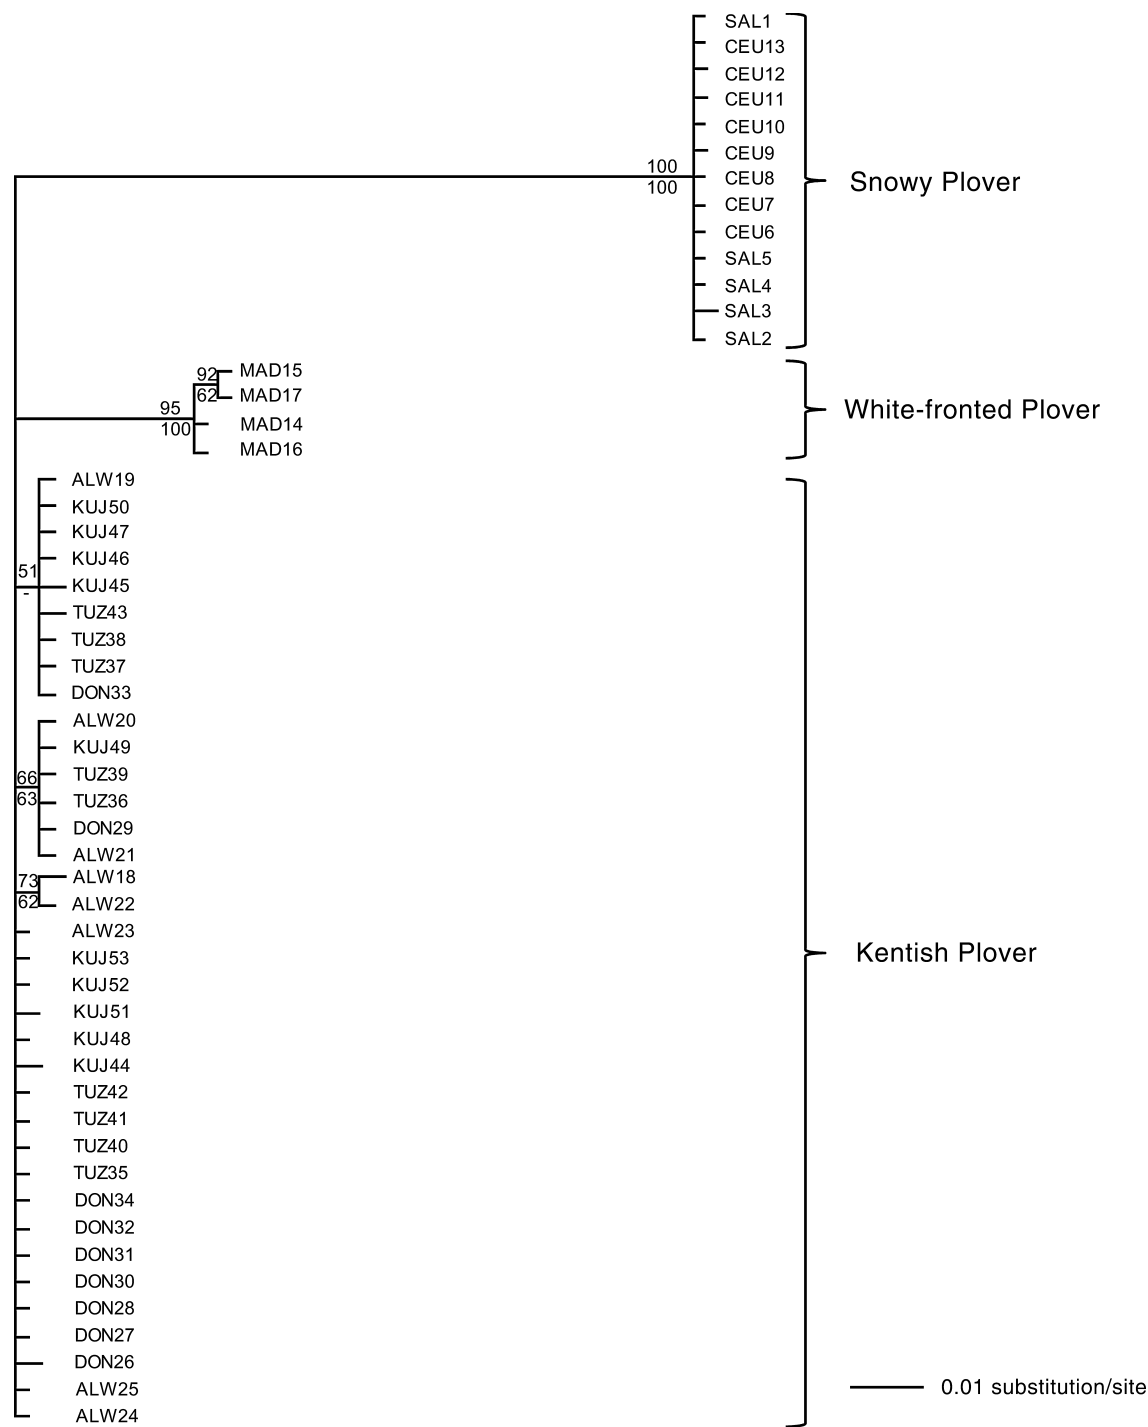 SAL1
CEU13
CEU12
CEU11
CEU10
CEU9
100
CEU8
100
Snowy Plover
CEU7
CEU6
SAL5
SAL4
SAL3
SAL2
MAD15
92
62
MAD17
95
100
MAD14
MAD16
White-fronted Plover
ALW19
KUJ50
KUJ47
KUJ46
51
-
KUJ45
TUZ43
TUZ38
TUZ37
DON33
ALW20
KUJ49
TUZ39
66
63
TUZ36
DON29
ALW21
ALW18
73
62
ALW22
ALW23
KUJ53
Kentish Plover
KUJ52
KUJ51
KUJ48
KUJ44
TUZ42
TUZ41
TUZ40
TUZ35
DON34
DON32
DON31
DON30
DON28
DON27
DON26
ALW25
0.01 substitution/site
ALW24